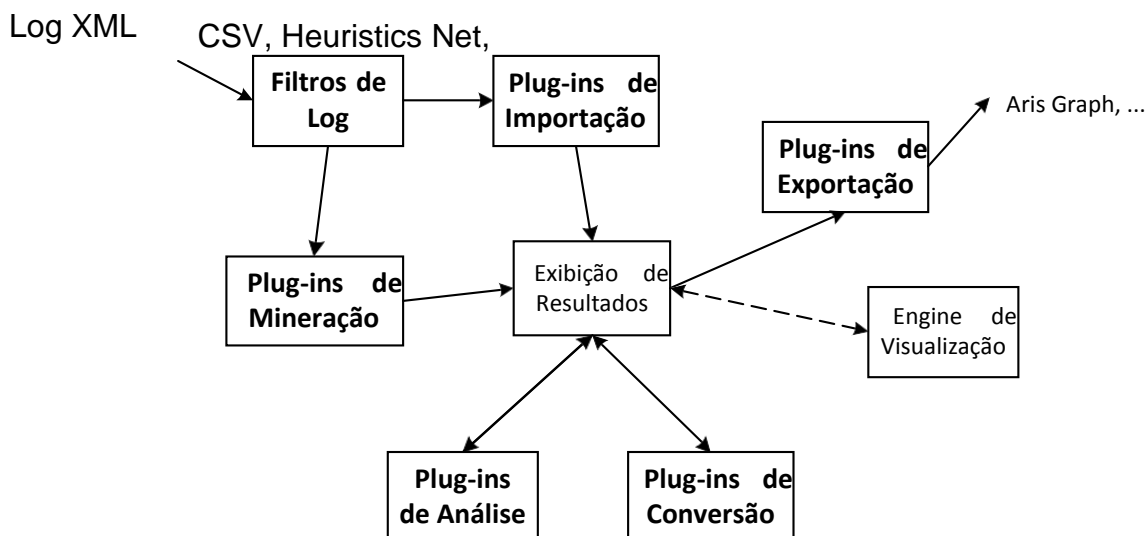 Log XML
CSV, Heuristics Net,
Filtros de
Log
Plug-ins de
Importação
Aris Graph, ...
Plug-ins de
Exportação
Plug-ins de
Mineração
Exibição de
Resultados
Engine de
Visualização
Plug-ins
de Análise
Plug-ins de
Conversão